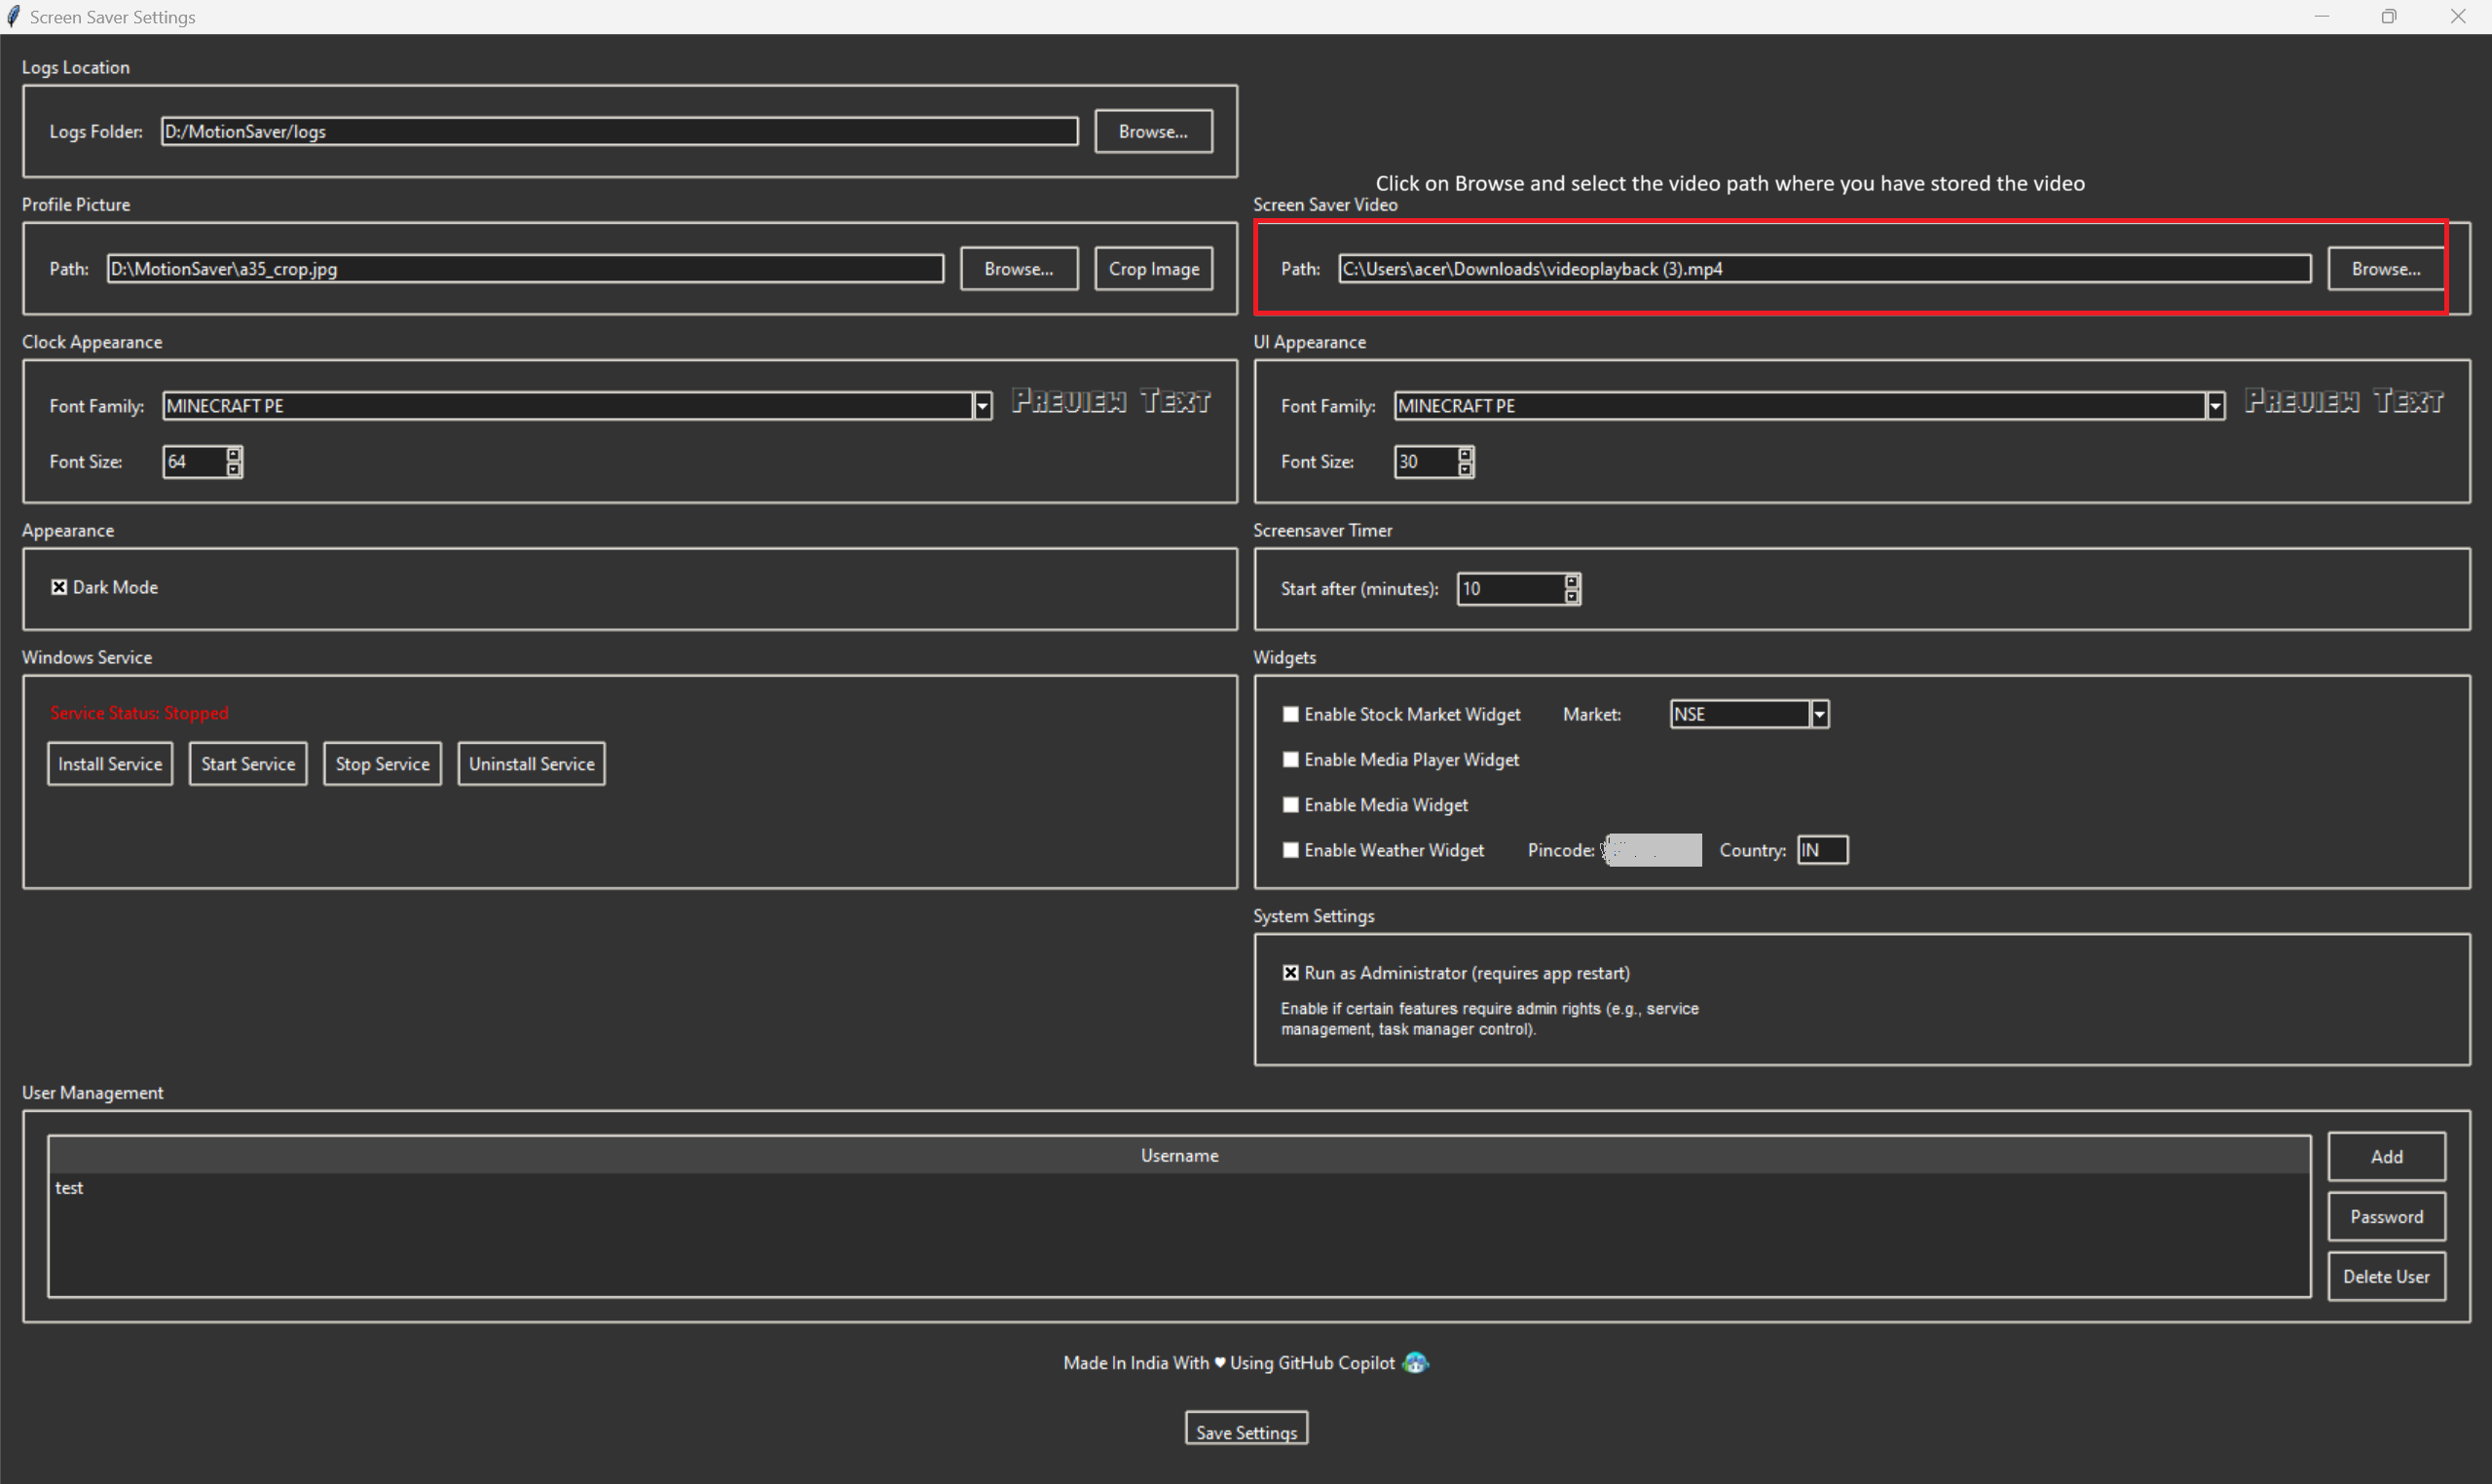 Screen Saver Settings
Logs Location
Logs Folder: D:/MotionSaver/logs Browse...
Click on Browse and select the video path where you have stored the video
Profile Picture
Path: D:\MotionSaver\a35_crop.jpg Browse... Crop Image
Screen Saver Video
Path: C:\Users\acer\Downloads\videoplayback (3).mp4 Browse...
Clock Appearance
Font Family: MINECRAFT PE Preview Text
Font Size: 64
UI Appearance
Font Family: MINECRAFT PE Preview Text
Font Size: 30
Appearance
Dark Mode
Screensaver Timer
Start after (minutes): 10
Windows Service
Service Status: Stopped
Install Service Start Service Stop Service Uninstall Service
Widgets
Enable Stock Market Widget Market: NSE
Enable Media Player Widget
Enable Media Widget
Enable Weather Widget Pincode: Country: IN
System Settings
Run as Administrator (requires app restart)
Enable if certain features require admin rights (e.g., service
management, task manager control).
User Management
Username
test
Add
Password
Delete User
Made In India With ♥ Using GitHub Copilot
Save Settings